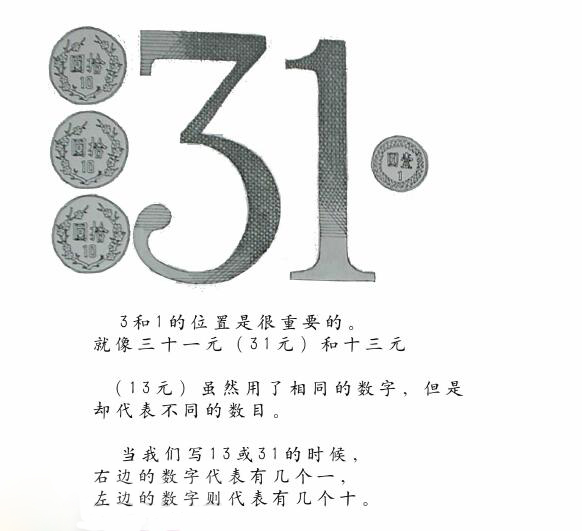 圆拾
10
圆拾
10
圆拾
10
31
圆壹
1
3和1的位置是很重要的。
就像三十一元（31元）和十三元
（13元）虽然用了相同的数字，但是
却代表不同的数目。
当我们写13或31的时候，
右边的数字代表有几个一，
左边的数字则代表有几个十。